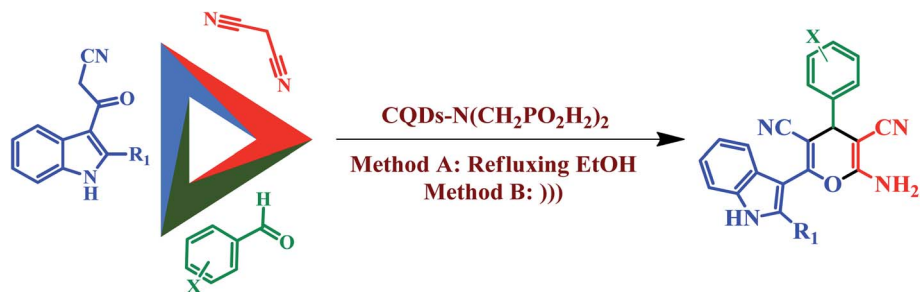 CN
O
R1
N
H
N
N
H
O
X
CQDs-N(CH2PO2H2)2
Method A: Refluxing EtOH
Method B: )))
X
NC
CN
O
NH2
HN
R1